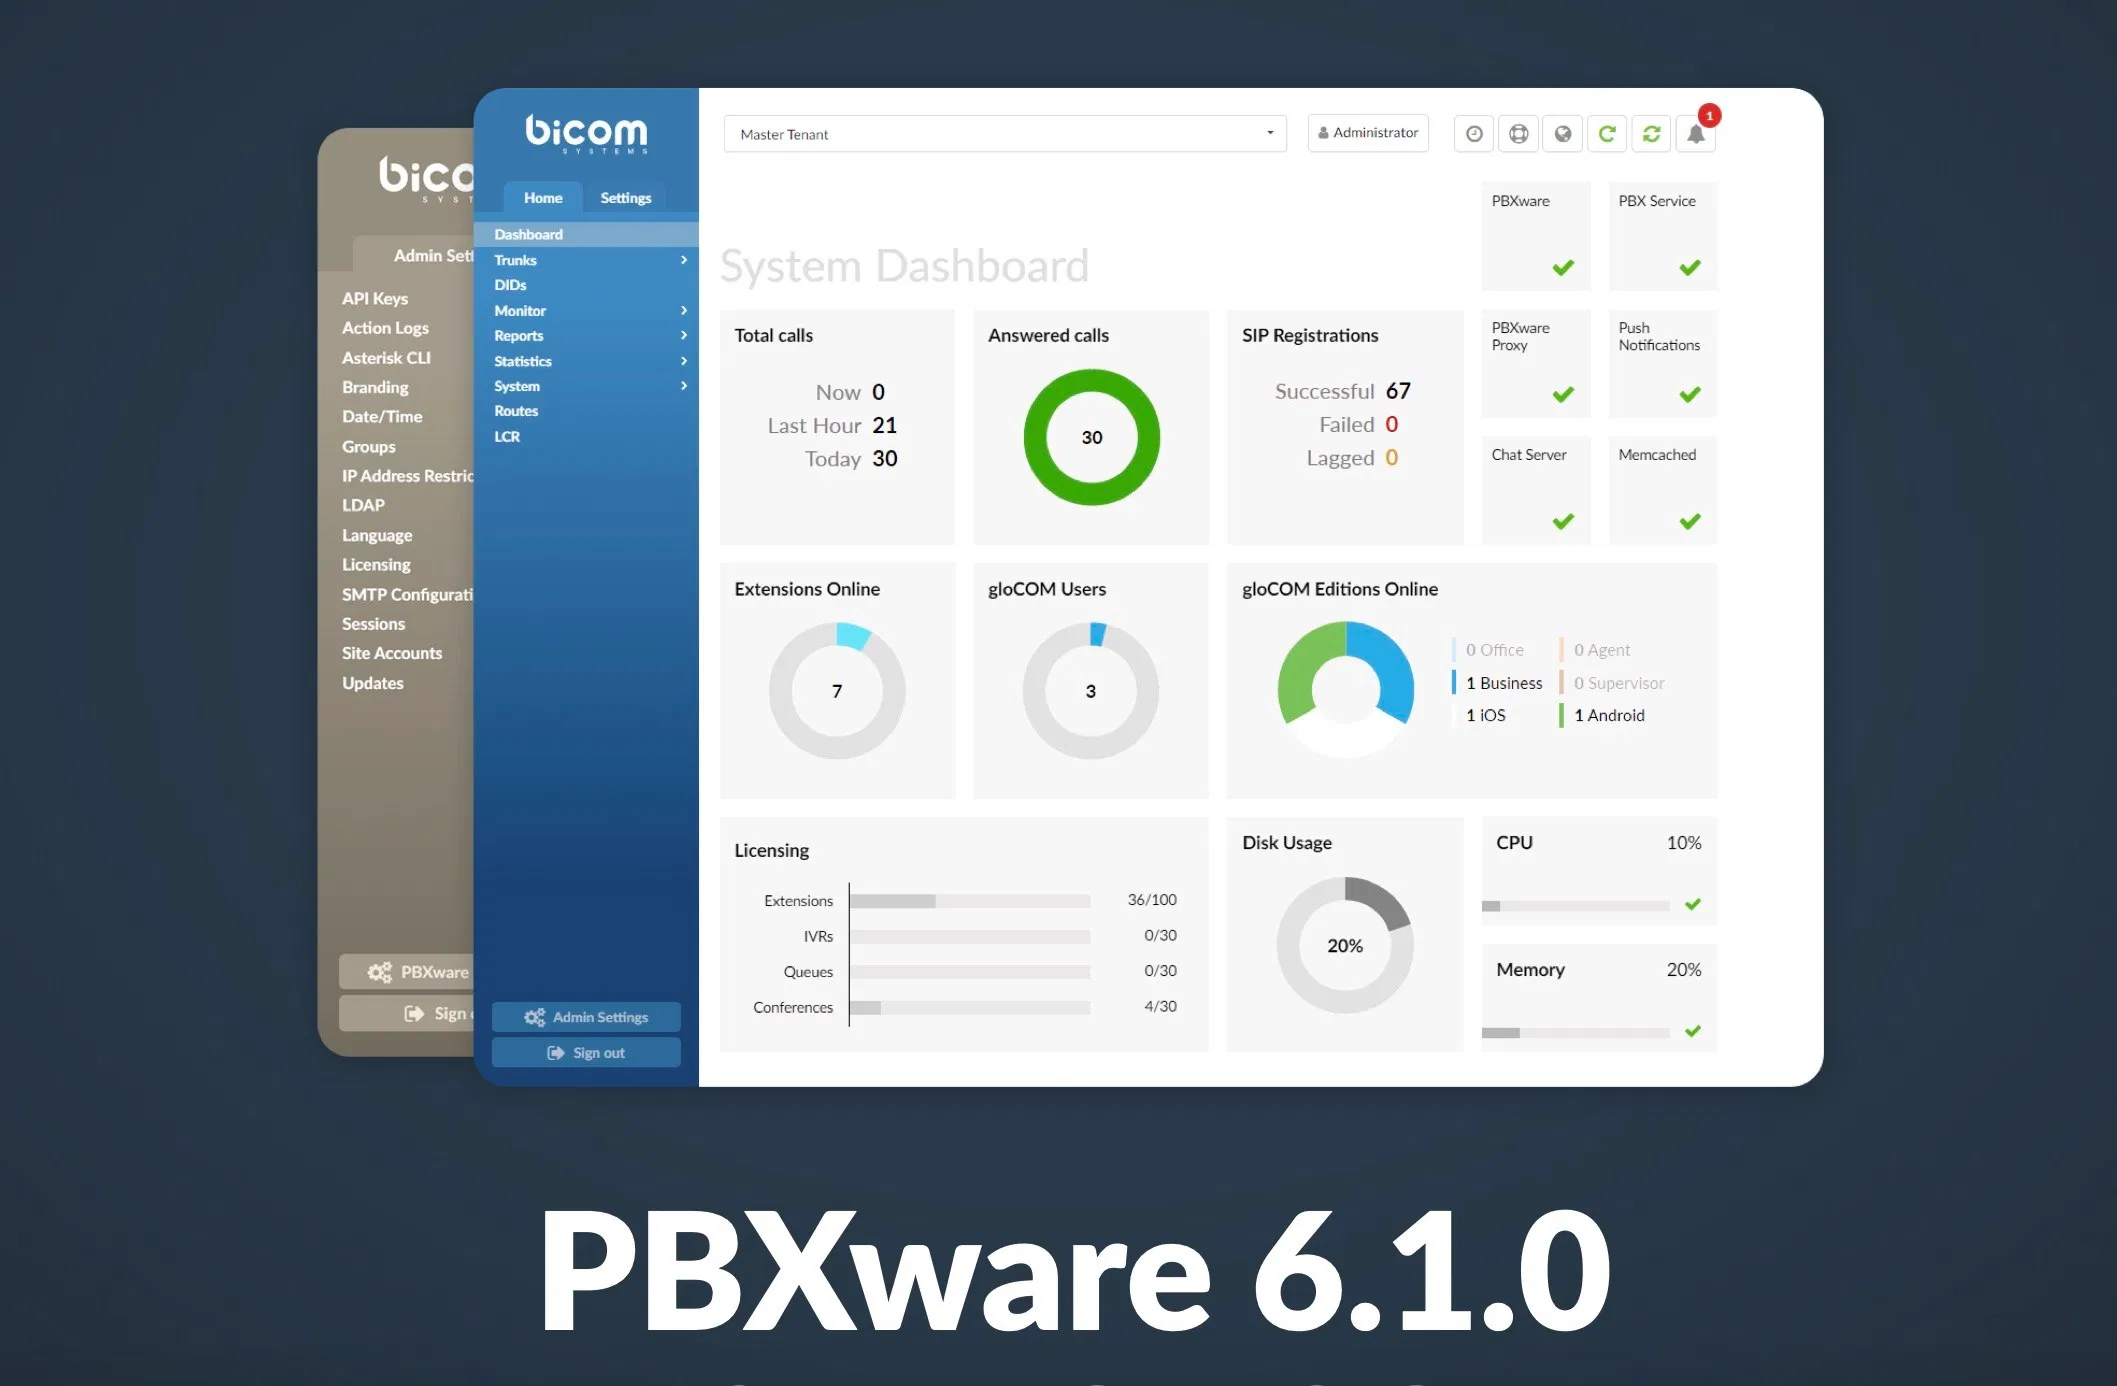 bico
SYST
Admin Sett
API Keys
Action Logs
Asterisk CLI
Branding
Date/Time
Groups
IP Address Restric
LDAP
Language
Licensing
SMTP Configurati
Sessions
Site Accounts
Updates
PBXware
Sign
bicom
SYSTEMS
Home Settings
Dashboard
Trunks
DIDs
Monitor
Reports
Statistics
System
Routes
LCR
Admin Settings
Sign out
Master Tenant
Administrator
1
System Dashboard
PBXware
PBX Service
PBXware
Proxy
Push
Notifications
Chat Server
Memcached
Total calls
Now 0
Last Hour 21
Today 30
Answered calls
30
SIP Registrations
Successful 67
Failed 0
Lagged 0
Extensions Online
7
gloCOM Users
3
gloCOM Editions Online
0 Office 0 Agent
1 Business 0 Supervisor
1 iOS 1 Android
Licensing
Extensions 36/100
IVRs 0/30
Queues 0/30
Conferences 4/30
Disk Usage
20%
CPU 10%
Memory 20%
PBXware 6.1.0